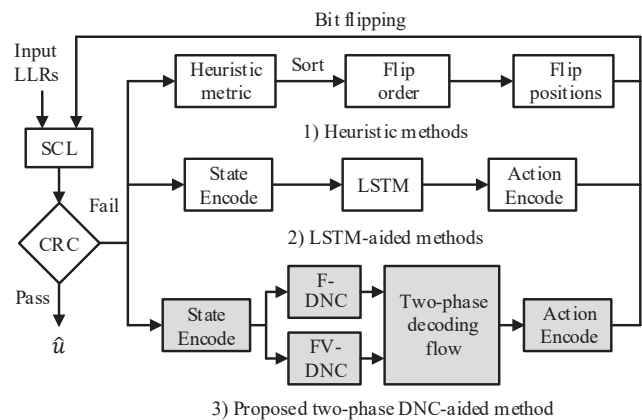 Bit flipping
Input
LLRs
Heuristic
metric
Sort
Flip
order
Flip
positions
1) Heuristic methods
SCL
State
Encode
LSTM
Action
Encode
Fail
CRC
2) LSTM-aided methods
Pass
û
State
Encode
F-
DNC
FV-
DNC
Two-phase
decoding
flow
Action
Encode
3) Proposed two-phase DNC-aided method